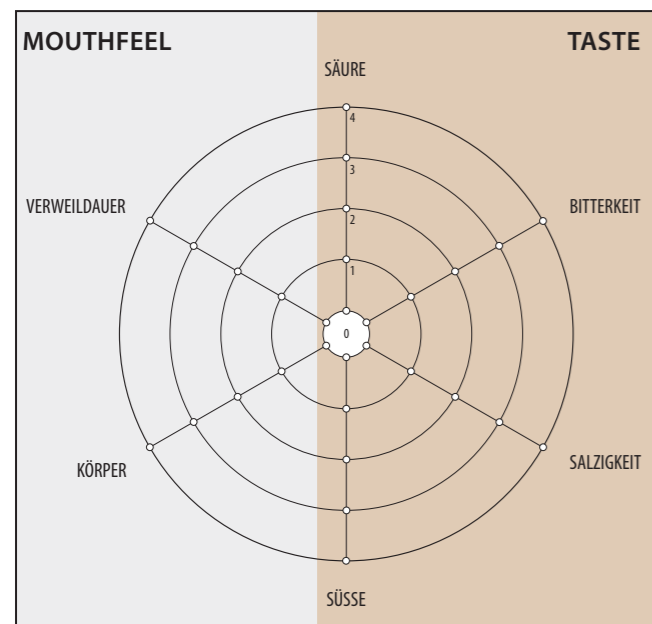 MOUTHFEEL
TASTE
SÄURE
4
3
VERWEILDAUER
BITTERKEIT
2
1
0
KÖRPER
SALZIGKEIT
SÜSSE